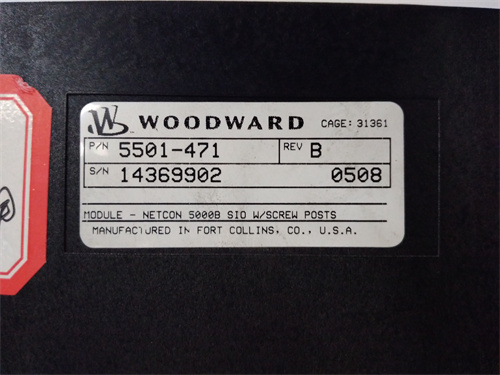 WOODWARD CAGE: 31361
P/N 5501-471 REV B
S/N 14369902 0508
MODULE - NETCON 5000B SIO W/SCREW POSTS
MANUFACTURED IN FORT COLLINS, CO., U.S.A.